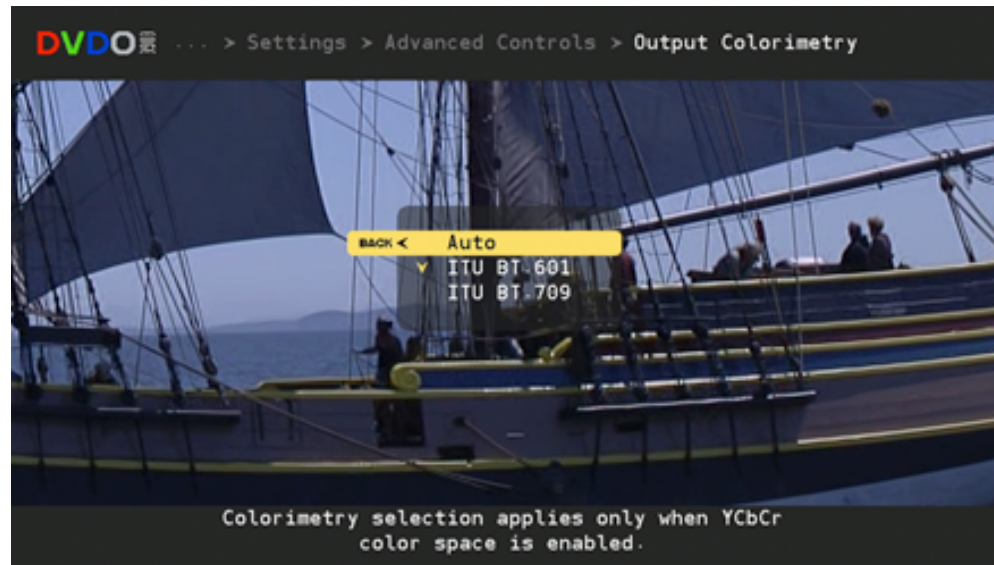 DVDO ... > Settings > Advanced Controls > Output Colorimetry
BACK < Auto
ITU BT.601
ITU BT.709
Colorimetry selection applies only when YCbCr
color space is enabled.